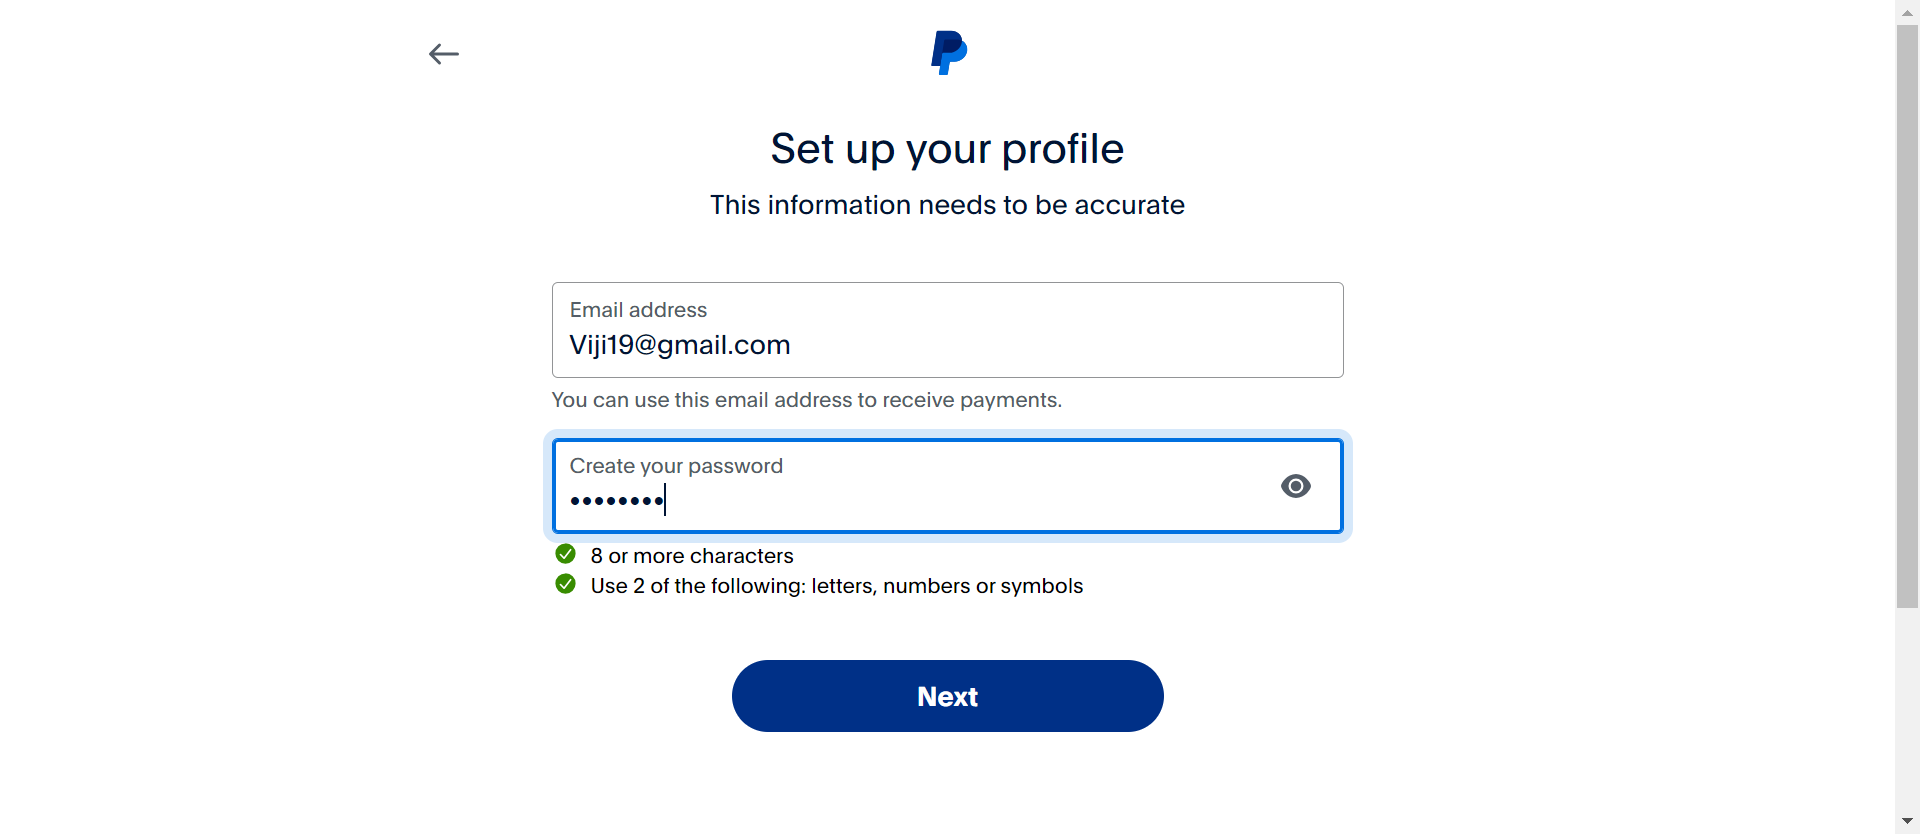 Set up your profile
This information needs to be accurate
Email address
Viji19@gmail.com
You can use this email address to receive payments.
Create your password
••••••••
8 or more characters
Use 2 of the following: letters, numbers or symbols
Next